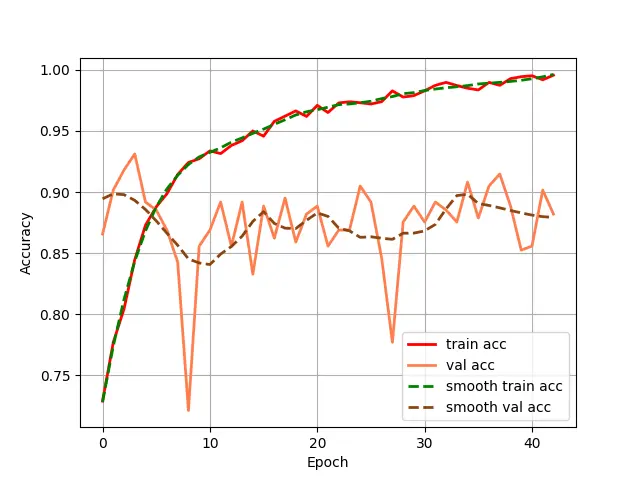 1.00
0.95
0.90
0.85
0.80
0.75
Accuracy
train acc
val acc
smooth train acc
smooth val acc
0 10 20 30 40
Epoch